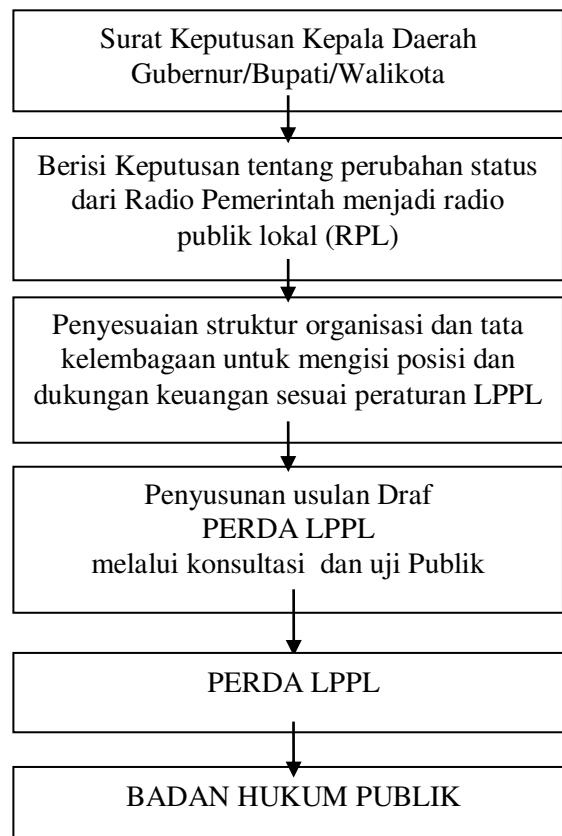 Surat Keputusan Kepala Daerah
Gubernur/Bupati/Walikota
Berisi Keputusan tentang perubahan status
dari Radio Pemerintah menjadi radio
publik lokal (RPL)
Penyesuaian struktur organisasi dan tata
kelembagaan untuk mengisi posisi dan
dukungan keuangan sesuai peraturan LPPL
Penyusunan usulan Draf
PERDA LPPL
melalui konsultasi dan uji Publik
PERDA LPPL
BADAN HUKUM PUBLIK